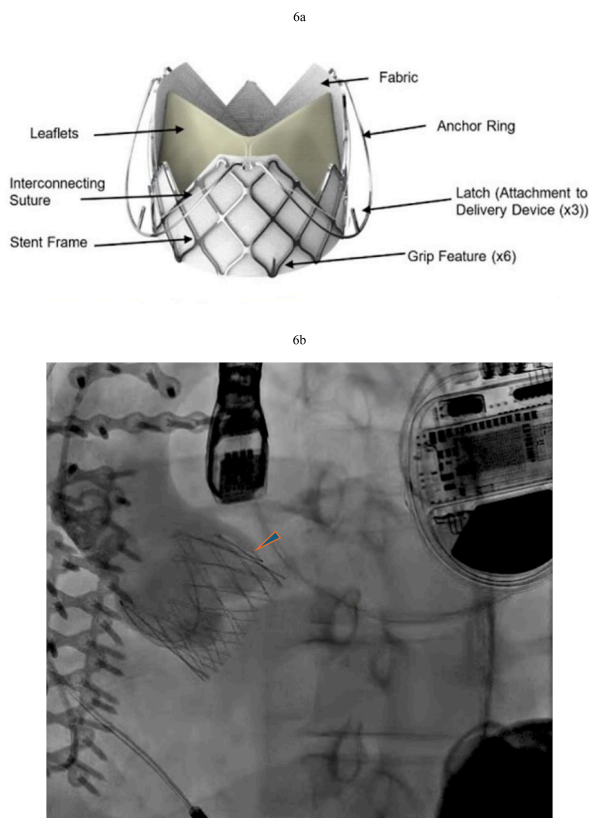 6a
Fabric
Leaflets
Anchor Ring
Interconnecting
Suture
Latch (Attachment to
Delivery Device (x3))
Stent Frame
Grip Feature (x6)
6b